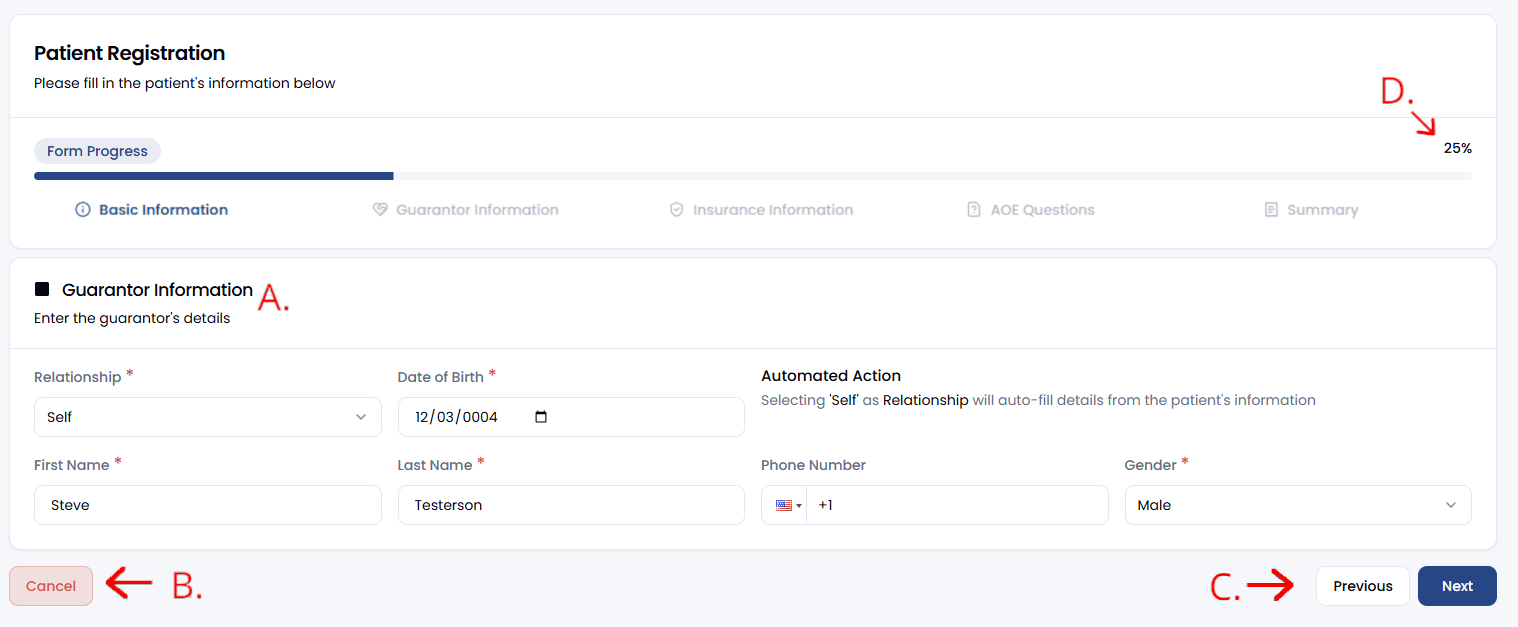 Patient Registration
Please fill in the patient's information below
D.
Form Progress 25%
Basic Information Guarantor Information Insurance Information AOE Questions Summary
Guarantor Information A.
Enter the guarantor's details
Relationship * Date of Birth * Automated Action
Self 12/03/0004 Selecting 'Self' as Relationship will auto-fill details from the patient's information
First Name * Last Name * Phone Number Gender *
Steve Testerson +1 Male
Cancel B. C. Previous Next